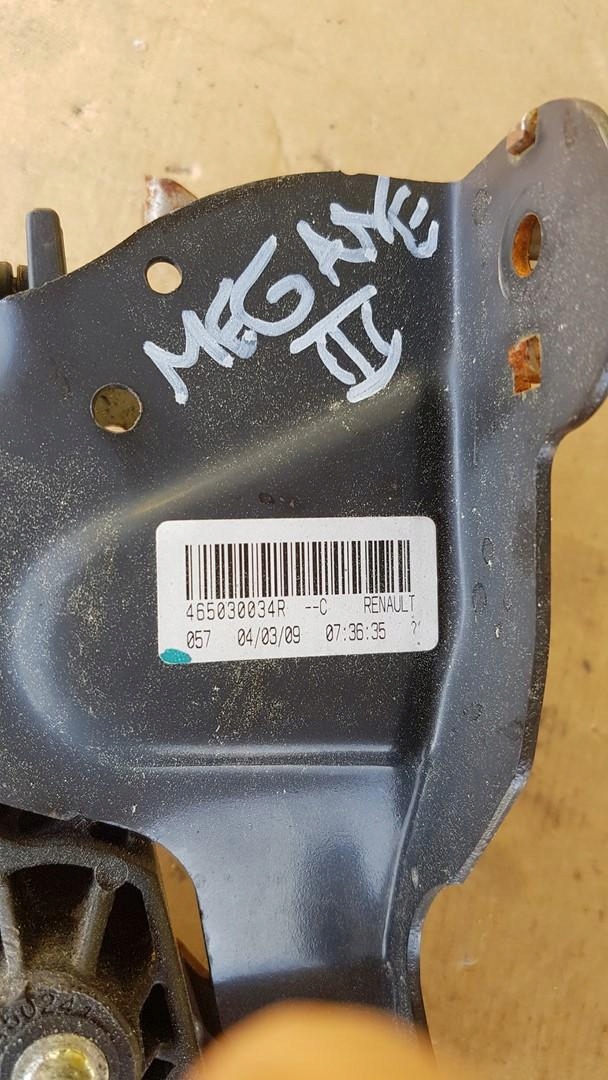 MEGANE
III
465030034R --C RENAULT
057 04/03/09 07:36:35